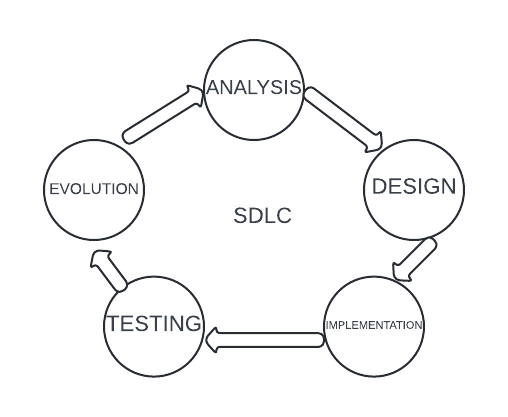 ANALYSIS
DESIGN
EVOLUTION
SDLC
IMPLEMENTATION
TESTING